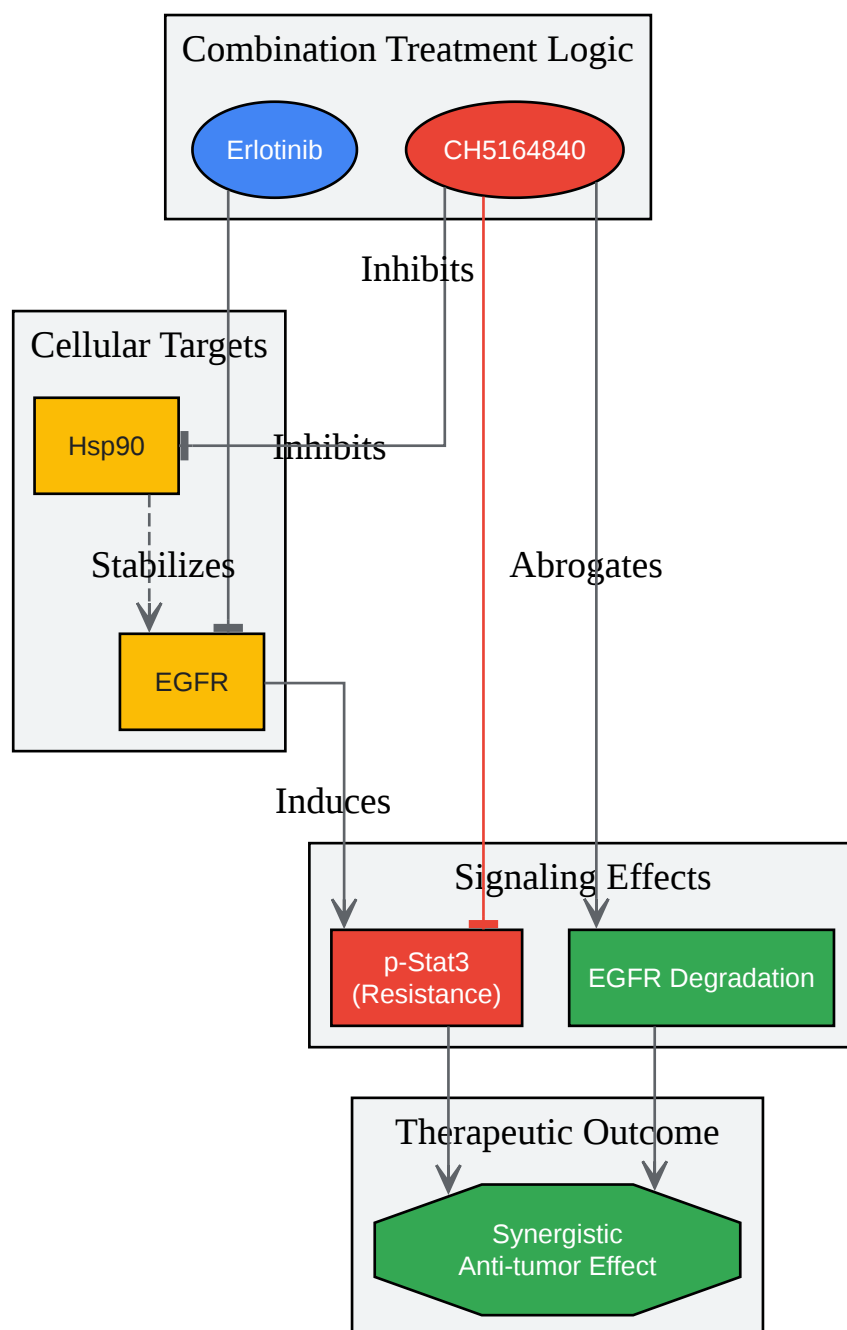 Combination Treatment Logic
Erlotinib
CH5164840
Inhibits
Cellular Targets
Hsp90
Inhibits
Stabilizes
Abrogates
EGFR
Induces
Signaling Effects
p-Stat3
(Resistance)
EGFR Degradation
Therapeutic Outcome
Synergistic
Anti-tumor Effect